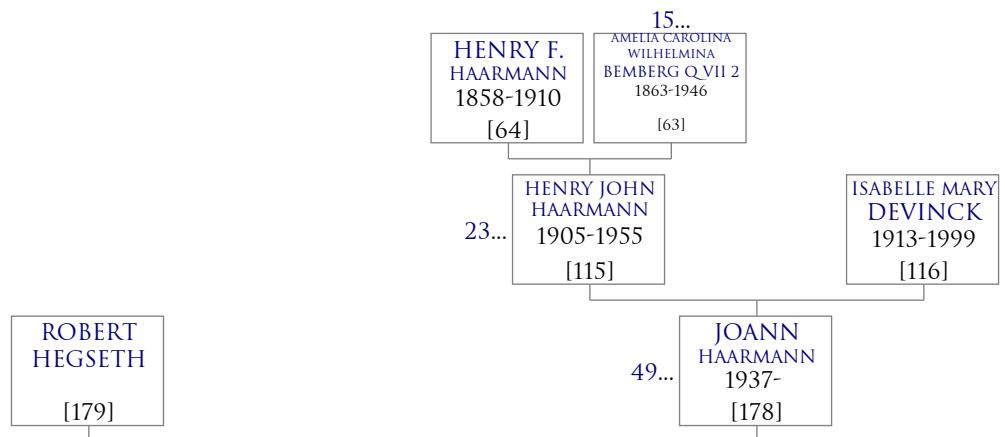 15...
HENRY F.
HAARMANN
1858-1910
[64]
AMELIA CAROLINA
WILHELMINA
BEMBERG Q VII 2
1863-1946
[63]
23...
HENRY JOHN
HAARMANN
1905-1955
[115]
ISABELLE MARY
DEVINCK
1913-1999
[116]
ROBERT
HEGSETH
[179]
49...
JOANN
HAARMANN
1937-
[178]